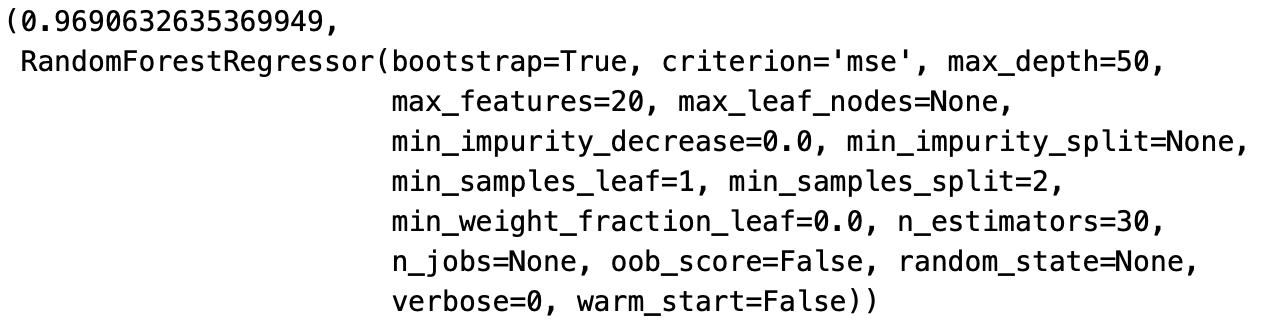 (0.9690632635369949,
 RandomForestRegressor(bootstrap=True, criterion='mse', max_depth=50,
                       max_features=20, max_leaf_nodes=None,
                       min_impurity_decrease=0.0, min_impurity_split=None,
                       min_samples_leaf=1, min_samples_split=2,
                       min_weight_fraction_leaf=0.0, n_estimators=30,
                       n_jobs=None, oob_score=False, random_state=None,
                       verbose=0, warm_start=False))